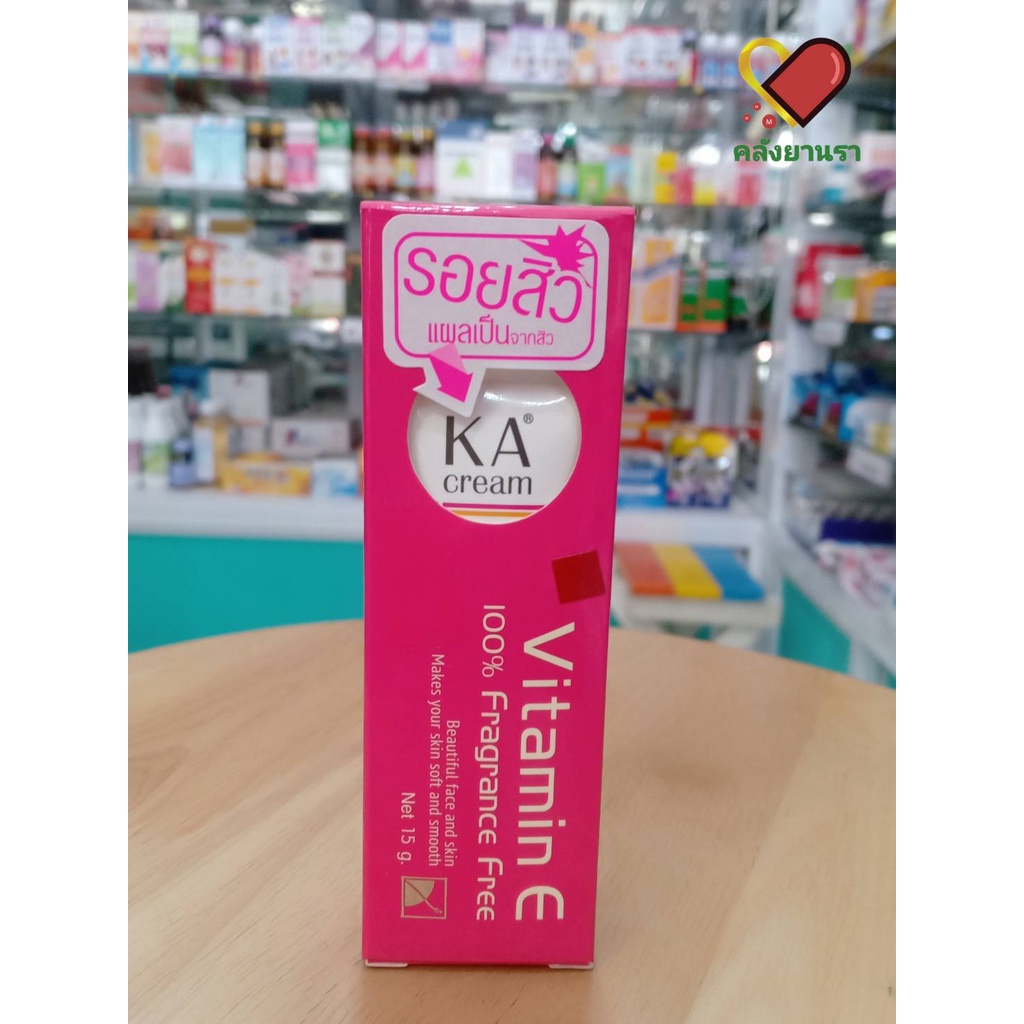 คลังยานรา
รอยสิว
แผลเป็นจากสิว
KA®
cream
Vitamin E
100% Fragrance Free
Beautiful face and skin
Makes your skin soft and smooth
Net 15 g.